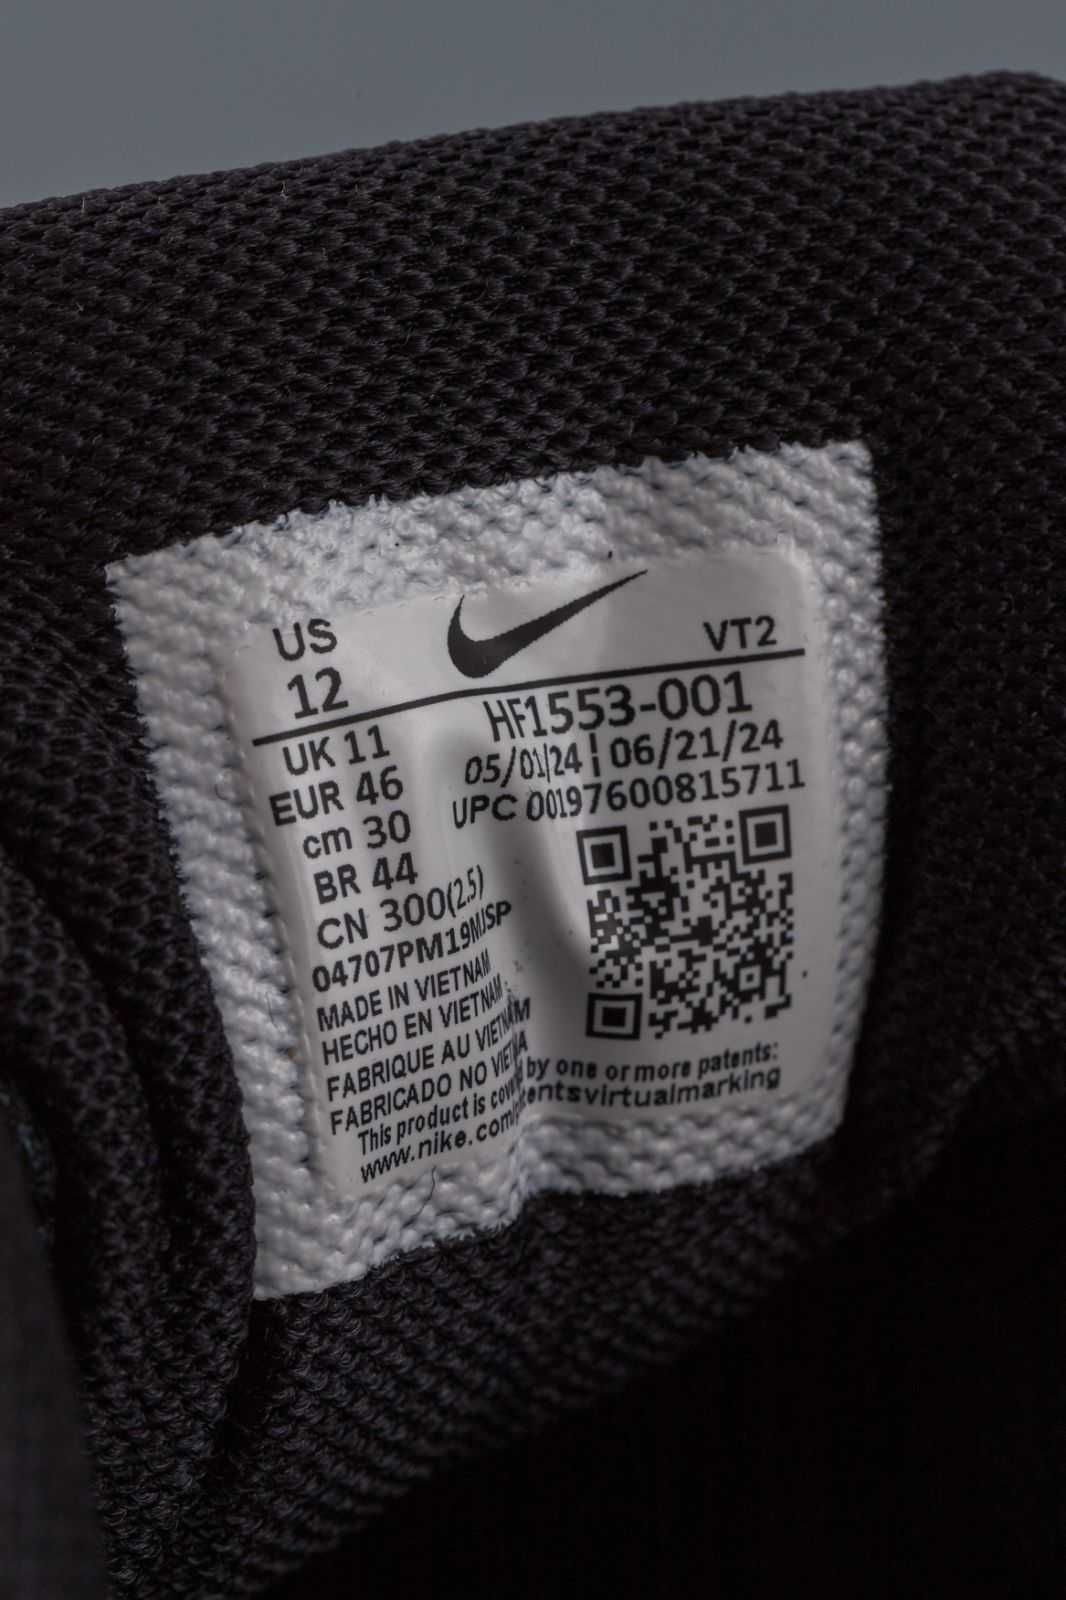 US
12
VT2
UK 11
EUR 46
cm 30
BR 44
CN 300(2.5)
HF1553-001
05/01/24 | 06/21/24
UPC 00197600815711
04707PM19MJSP
MADE IN VIETNAM
HECHO EN VIETNAM
FABRIQUE AU VIETNAM
FABRICADO NO VIETNA
This product is covered by one or more patents:
www.nike.com/patentsvirtualmarking